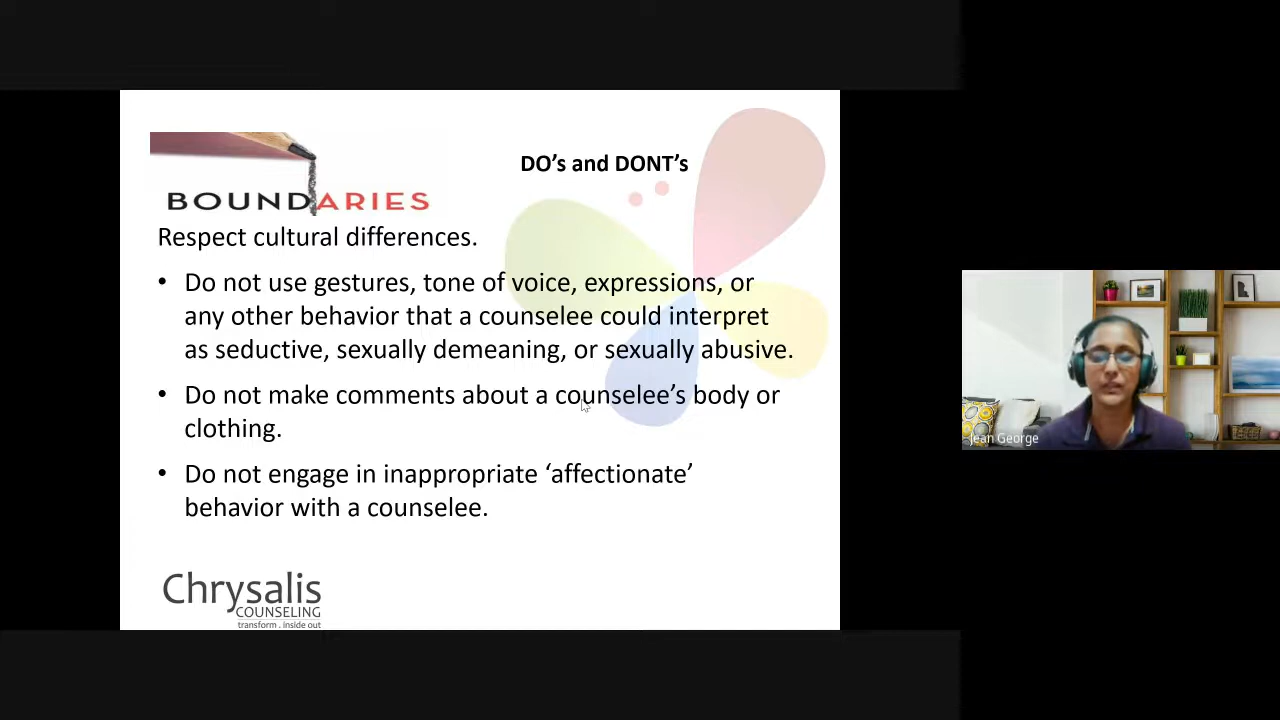 DO’s and DONT’s
BOUNDARIES
Respect cultural differences.
• Do not use gestures, tone of voice, expressions, or
any other behavior that a counselee could interpret
as seductive, sexually demeaning, or sexually abusive.
• Do not make comments about a counselee’s body or
clothing.
• Do not engage in inappropriate ‘affectionate’
behavior with a counselee.
Chrysalis
COUNSELING
transform . inside out
Jean George